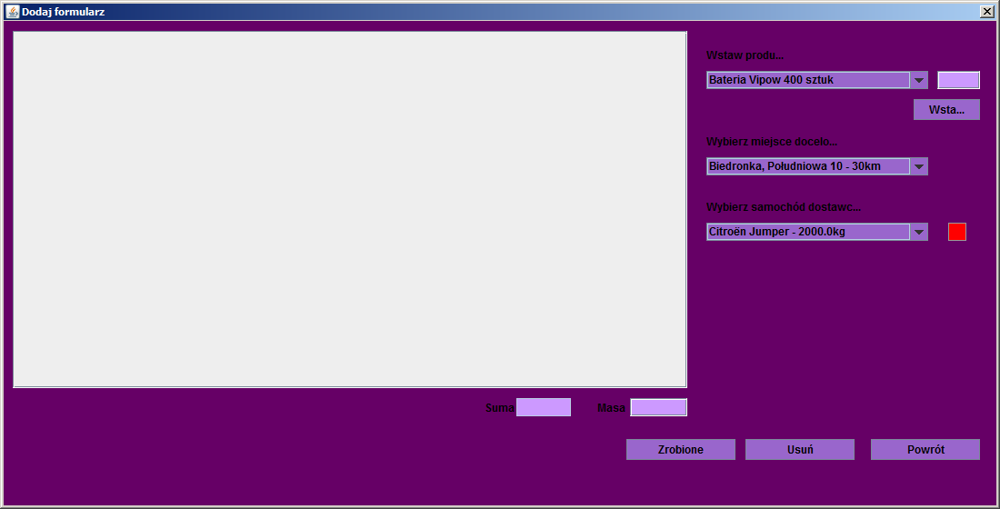 Dodaj formularz
Wstaw produ...
Bateria Vipow 400 sztuk
Wsta...
Wybierz miejsce docelo...
Biedronka, Południowa 10 - 30km
Wybierz samochód dostawc...
Citroën Jumper - 2000.0kg
Suma
Masa
Zrobione
Usuń
Powrót